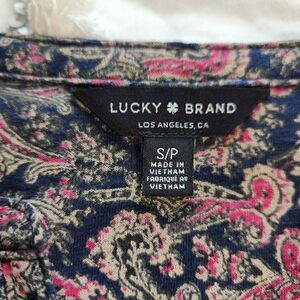 LUCKY BRAND
LOS ANGELES, CA
S/P
MADE IN
VIETNAM
FABRIQUÉ AU
VIETNAM